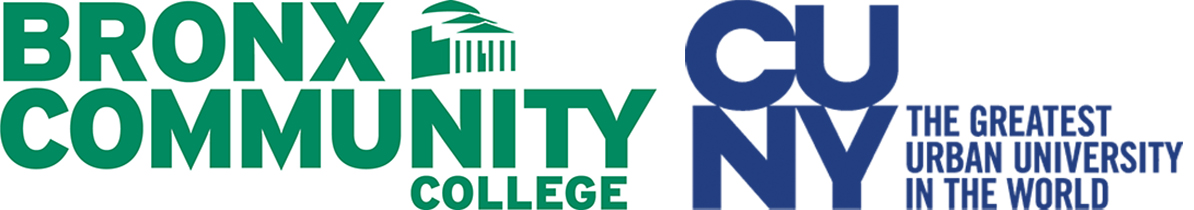 BRONX
COMMUNITY
COLLEGE
CU
NY
THE GREATEST
URBAN UNIVERSITY
IN THE WORLD